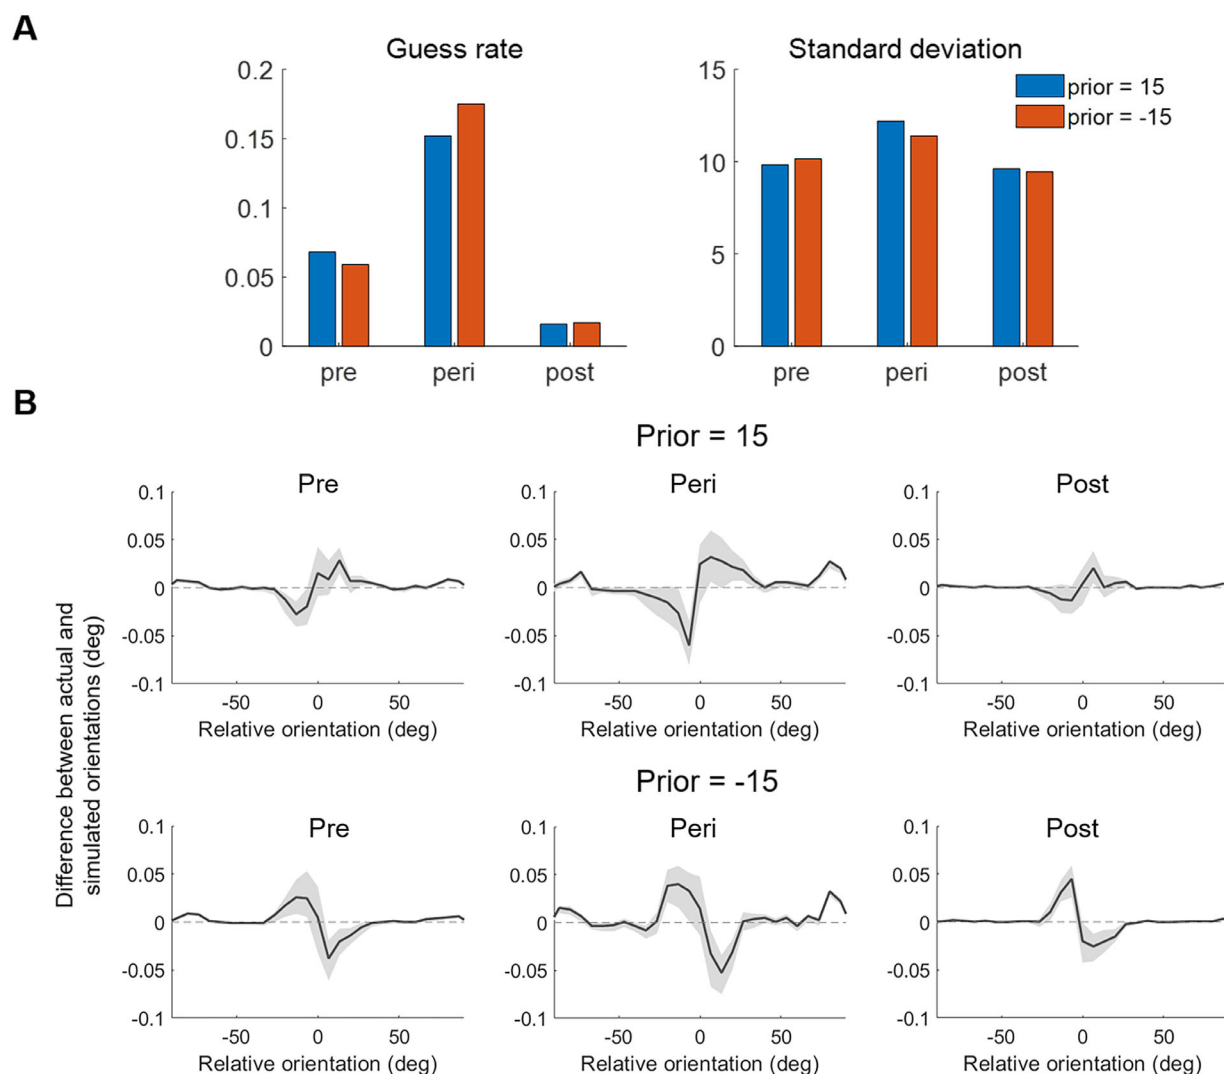 A
Guess rate
0.2
0.15
0.1
0.05
0
pre peri post
Standard deviation
15
10
5
0
pre peri post
prior = 15
prior = -15
B
Difference between actual and
simulated orientations (deg)
Prior = 15
Pre
0.1
0.05
0
-0.05
-0.1
-50 0 50
Relative orientation (deg)
Peri
0.1
0.05
0
-0.05
-0.1
-50 0 50
Relative orientation (deg)
Post
0.1
0.05
0
-0.05
-0.1
-50 0 50
Relative orientation (deg)
Prior = -15
Pre
0.1
0.05
0
-0.05
-0.1
-50 0 50
Relative orientation (deg)
Peri
0.1
0.05
0
-0.05
-0.1
-50 0 50
Relative orientation (deg)
Post
0.1
0.05
0
-0.05
-0.1
-50 0 50
Relative orientation (deg)